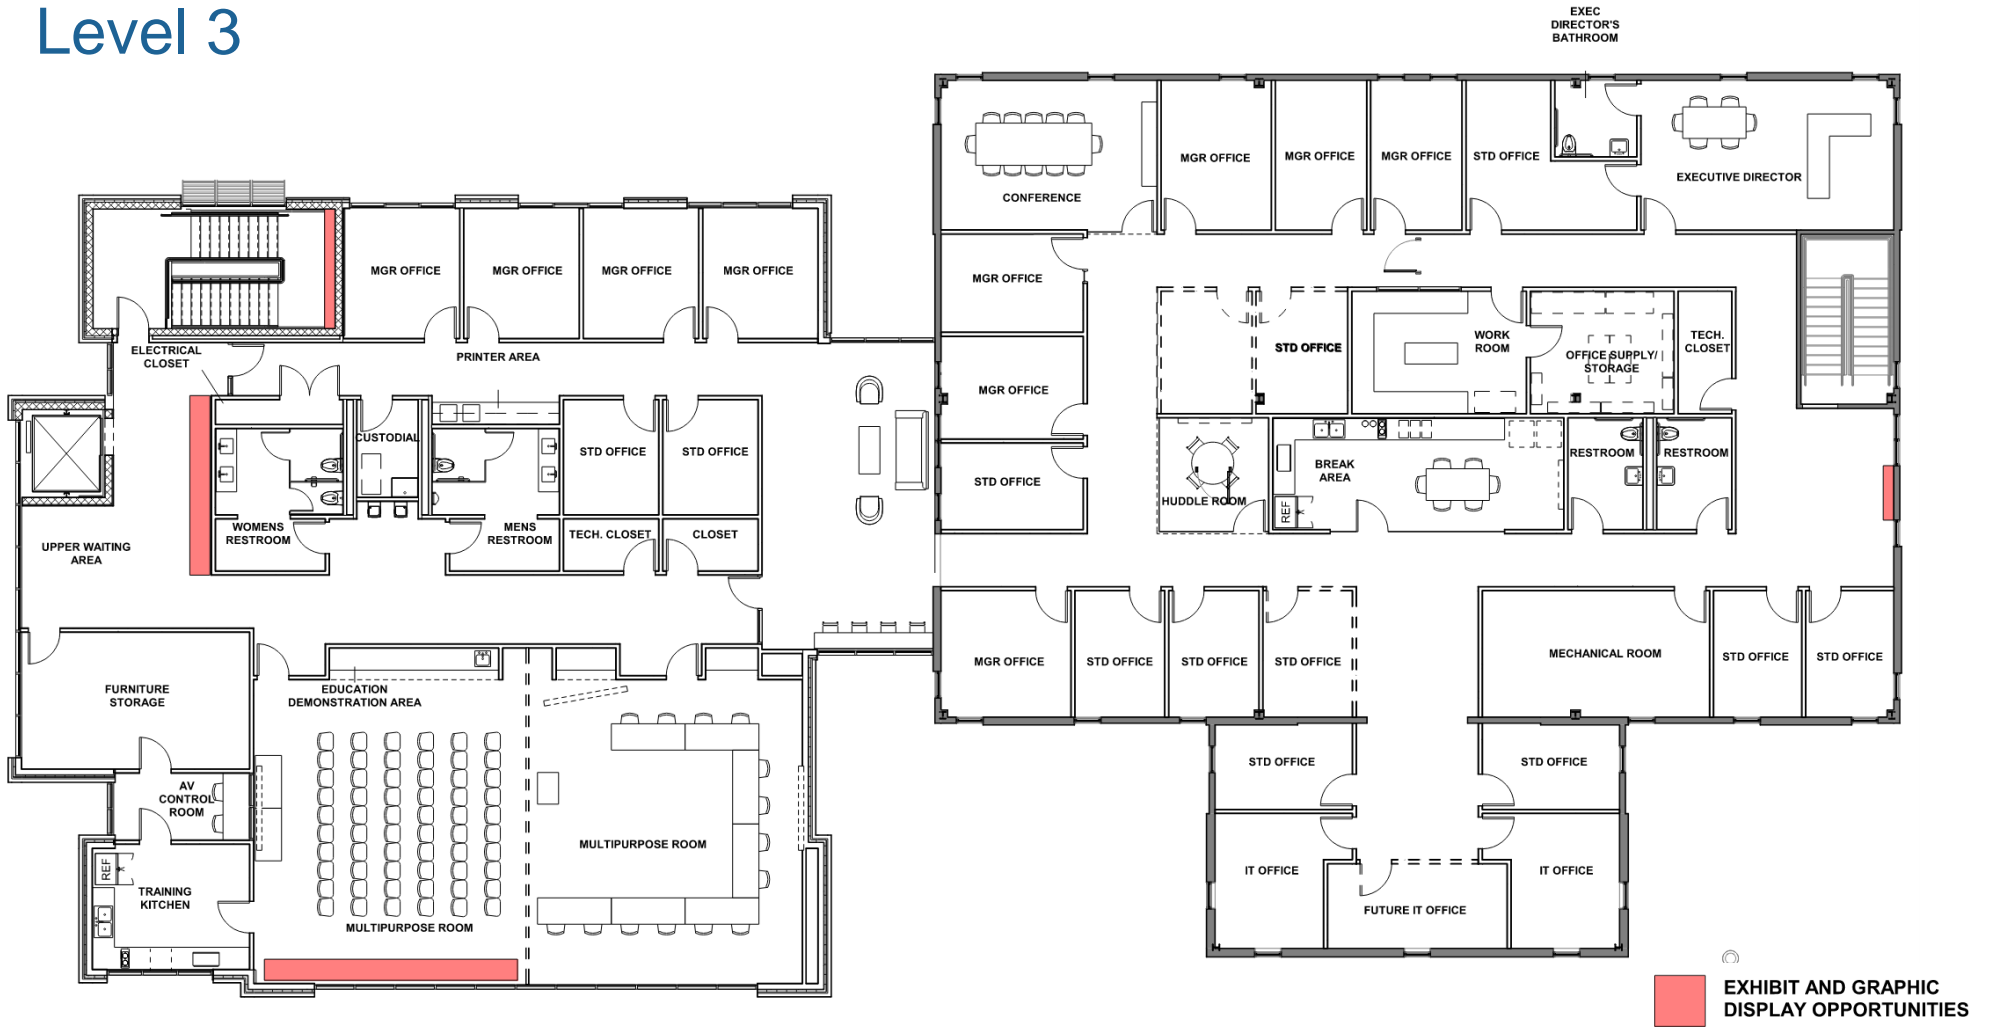 Level 3
EXEC
DIRECTOR'S
BATHROOM
CONFERENCE
MGR OFFICE
MGR OFFICE
MGR OFFICE
STD OFFICE
EXECUTIVE DIRECTOR
MGR OFFICE
MGR OFFICE
MGR OFFICE
MGR OFFICE
MGR OFFICE
ELECTRICAL
CLOSET
PRINTER AREA
STD OFFICE
WORK
ROOM
OFFICE SUPPLY/
STORAGE
TECH.
CLOSET
MGR OFFICE
CUSTODIAL
STD OFFICE
STD OFFICE
STD OFFICE
HUDDLE ROOM
BREAK
AREA
REF
RESTROOM
RESTROOM
WOMENS
RESTROOM
MENS
RESTROOM
TECH. CLOSET
CLOSET
UPPER WAITING
AREA
MGR OFFICE
STD OFFICE
STD OFFICE
STD OFFICE
MECHANICAL ROOM
STD OFFICE
STD OFFICE
FURNITURE
STORAGE
EDUCATION
DEMONSTRATION AREA
STD OFFICE
STD OFFICE
AV
CONTROL
ROOM
MULTIPURPOSE ROOM
REF
TRAINING
KITCHEN
IT OFFICE
IT OFFICE
FUTURE IT OFFICE
MULTIPURPOSE ROOM
EXHIBIT AND GRAPHIC
DISPLAY OPPORTUNITIES